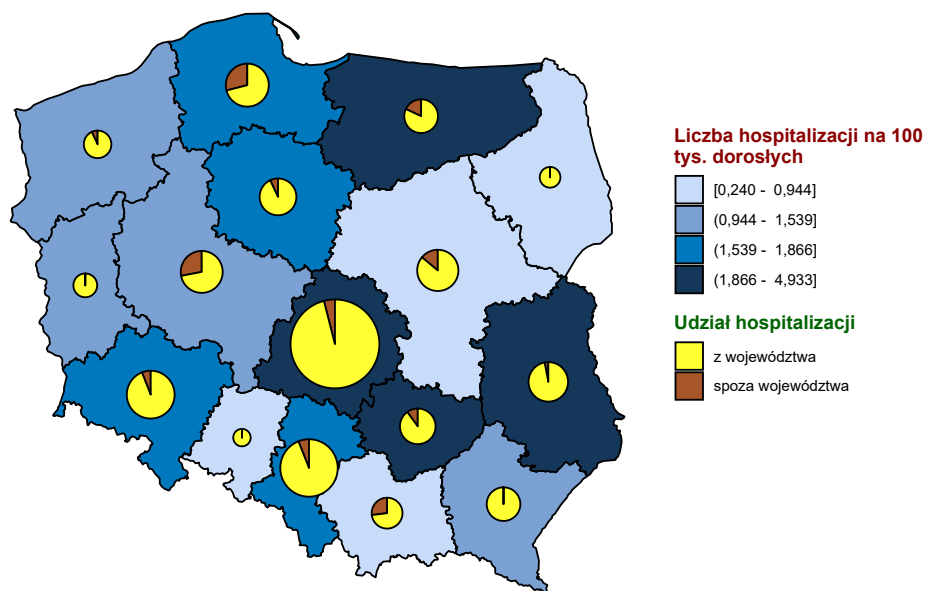 Liczba hospitalizacji na 100
tys. dorosłych
[0,240 - 0,944]
(0,944 - 1,539]
(1,539 - 1,866]
(1,866 - 4,933]
Udział hospitalizacji
z województwa
spoza województwa